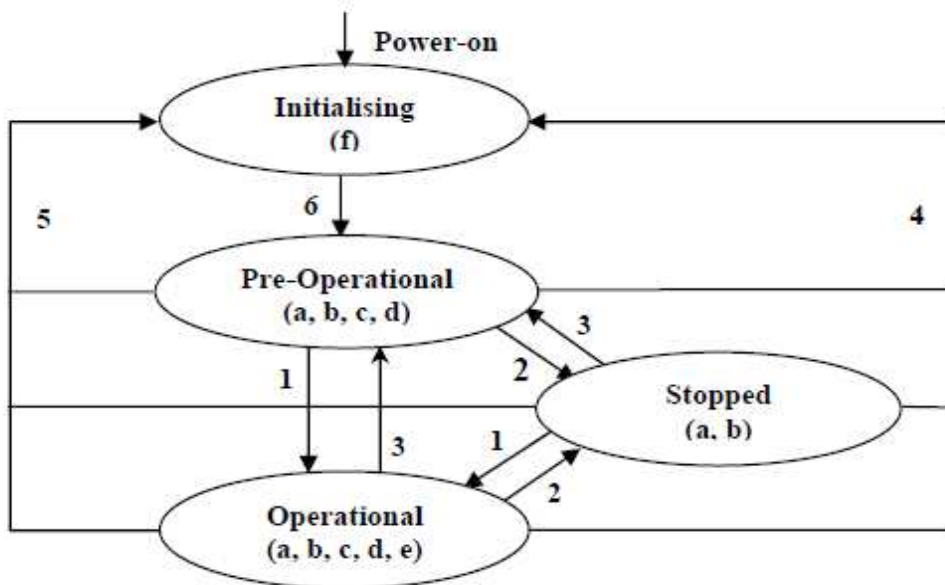 Power-on
Initialising
(f)
6
5
4
Pre-Operational
(a, b, c, d)
3
2
1
Stopped
(a, b)
1
3
2
Operational
(a, b, c, d, e)